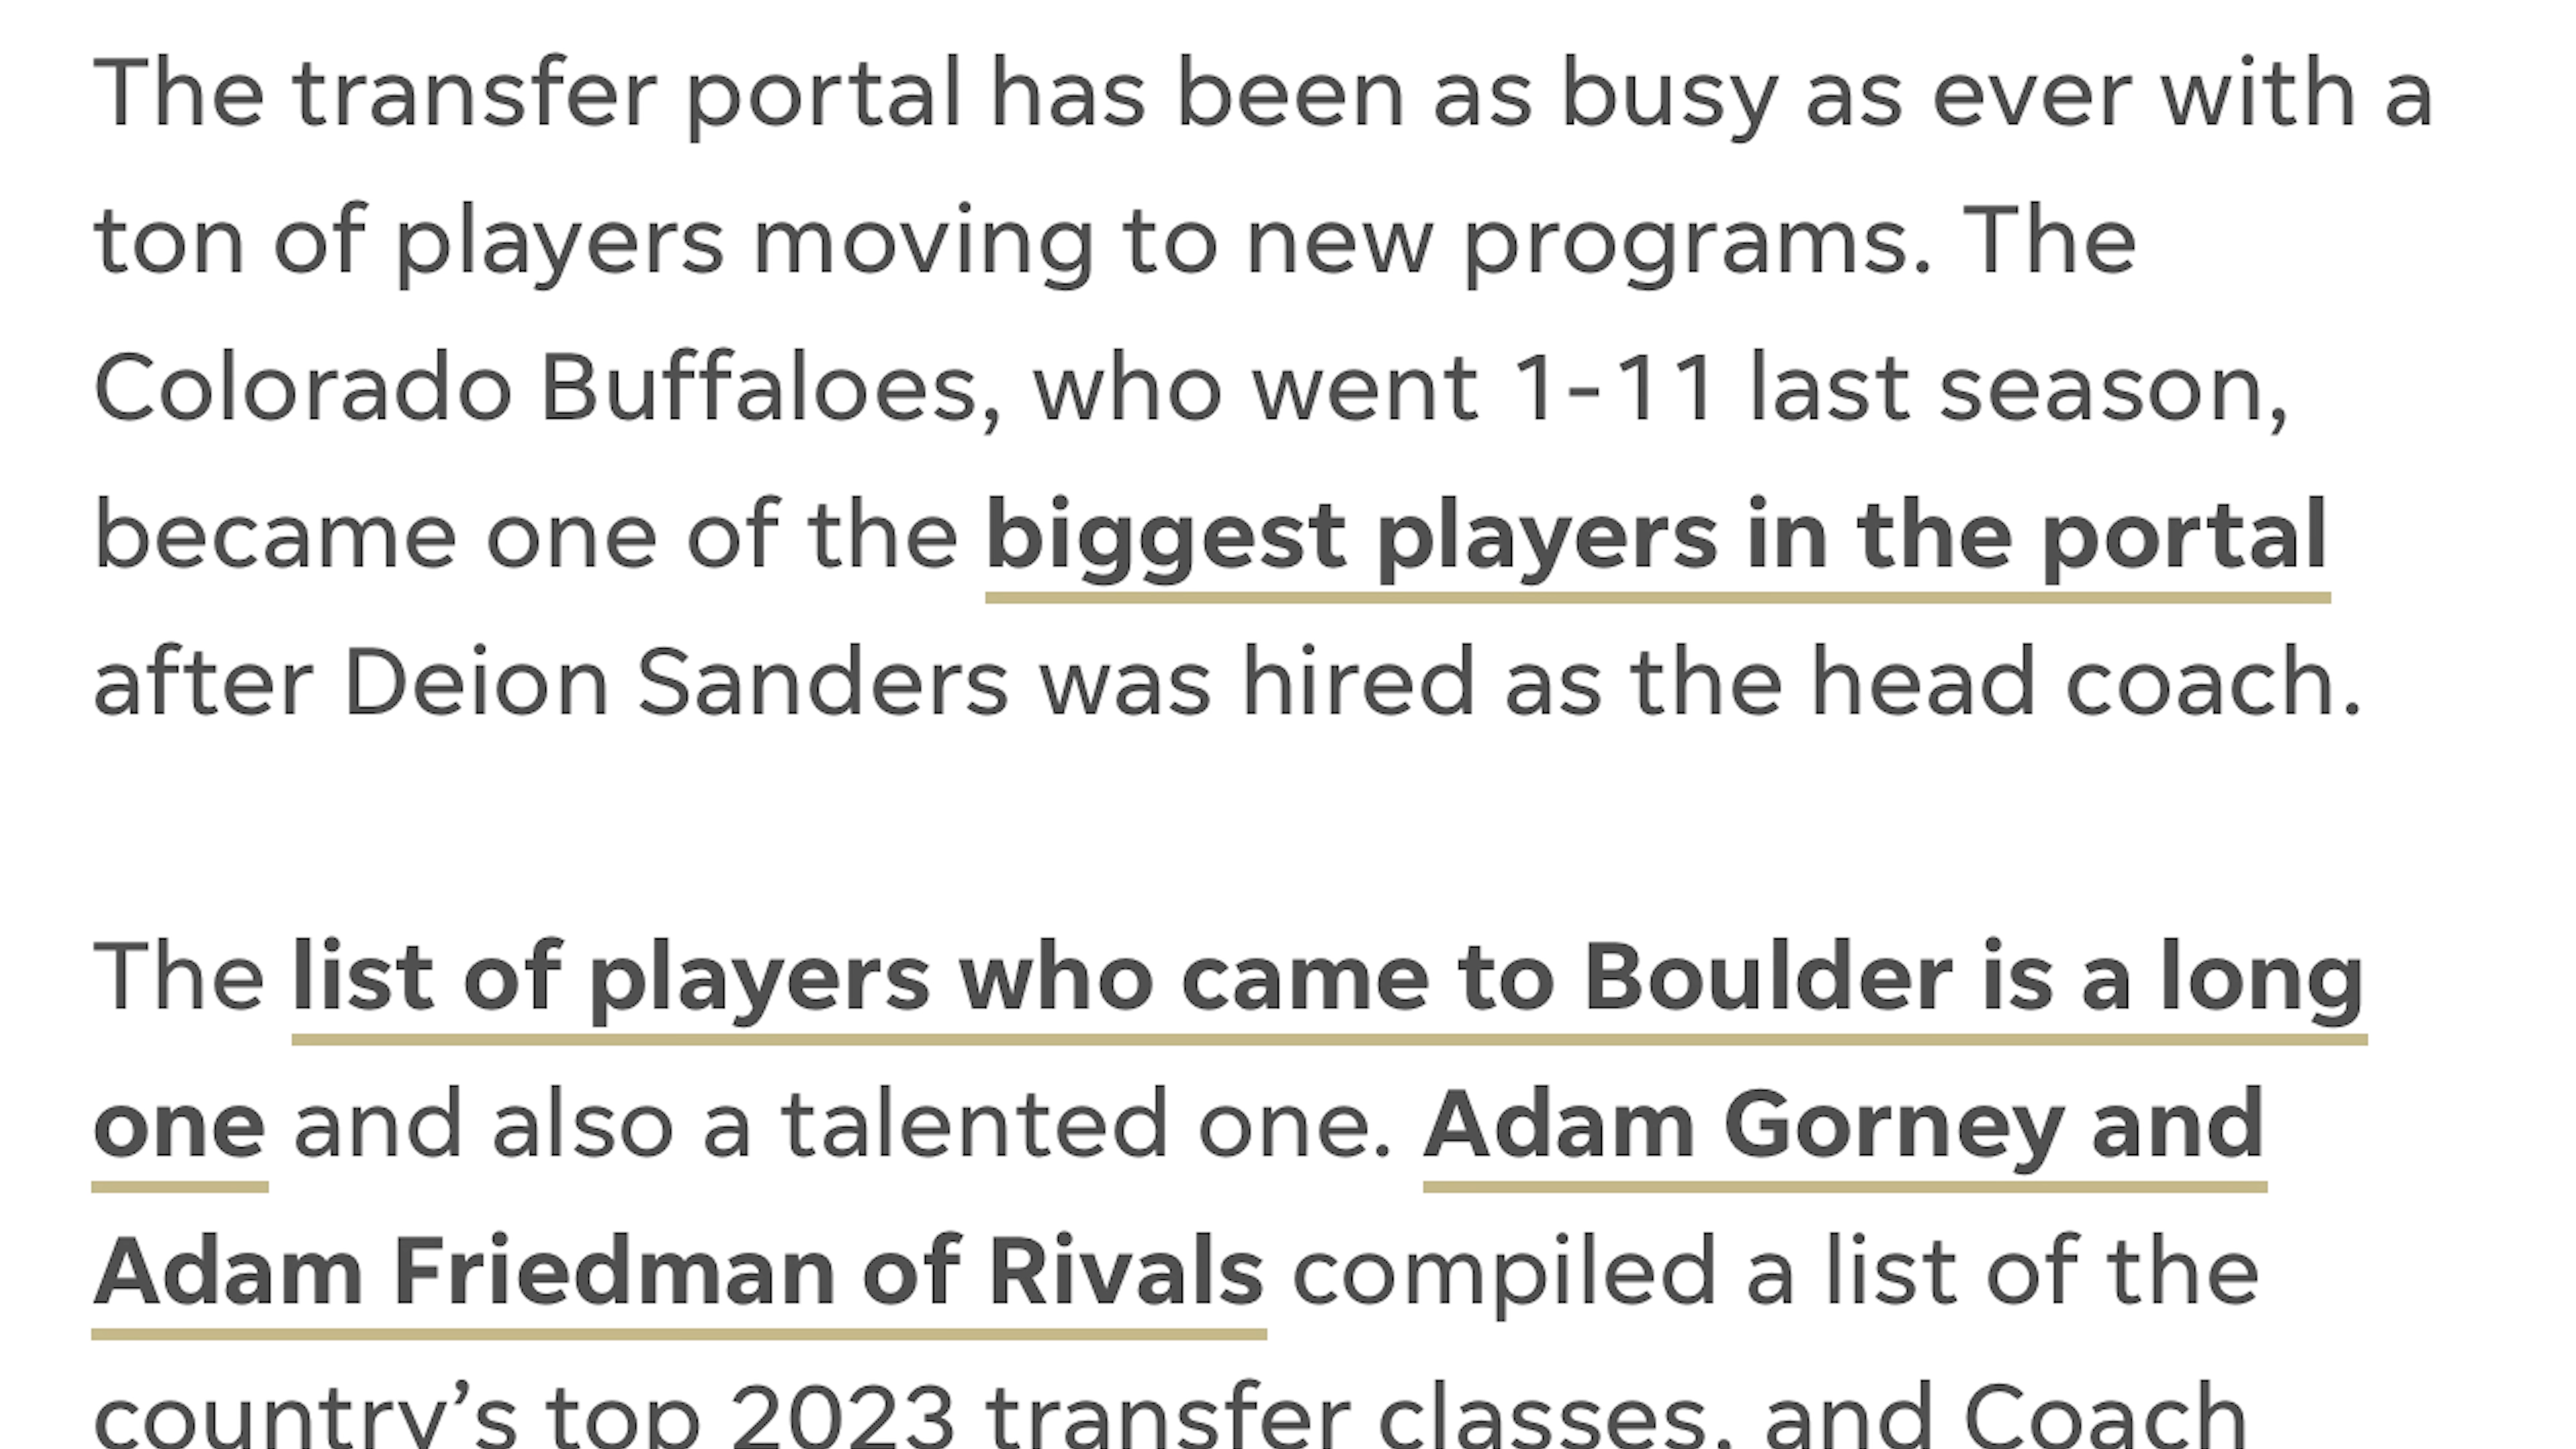 The transfer portal has been as busy as ever with a
ton of players moving to new programs. The
Colorado Buffaloes, who went 1-11 last season,
became one of the biggest players in the portal
after Deion Sanders was hired as the head coach.
The list of players who came to Boulder is a long
one and also a talented one. Adam Gorney and
Adam Friedman of Rivals compiled a list of the
country’s top 2023 transfer classes, and Coach